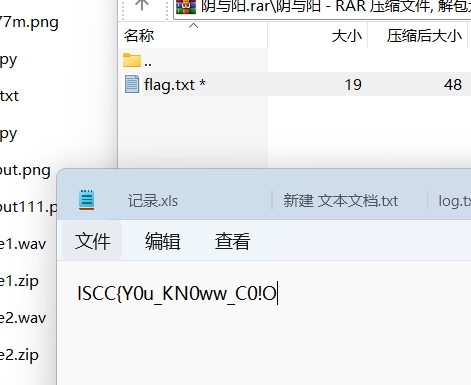 阴与阳.rar\阴与阳 - RAR 压缩文件, 解包
77m.png
名称 大小 压缩后大小
py
..
txt
flag.txt * 19 48
py
out.png
out111.p
记录.xls 新建 文本文档.txt log.tx
e1.wav
文件 编辑 查看
e1.zip
ISCC{Y0u_KN0ww_C0!O
e2.wav
e2.zip